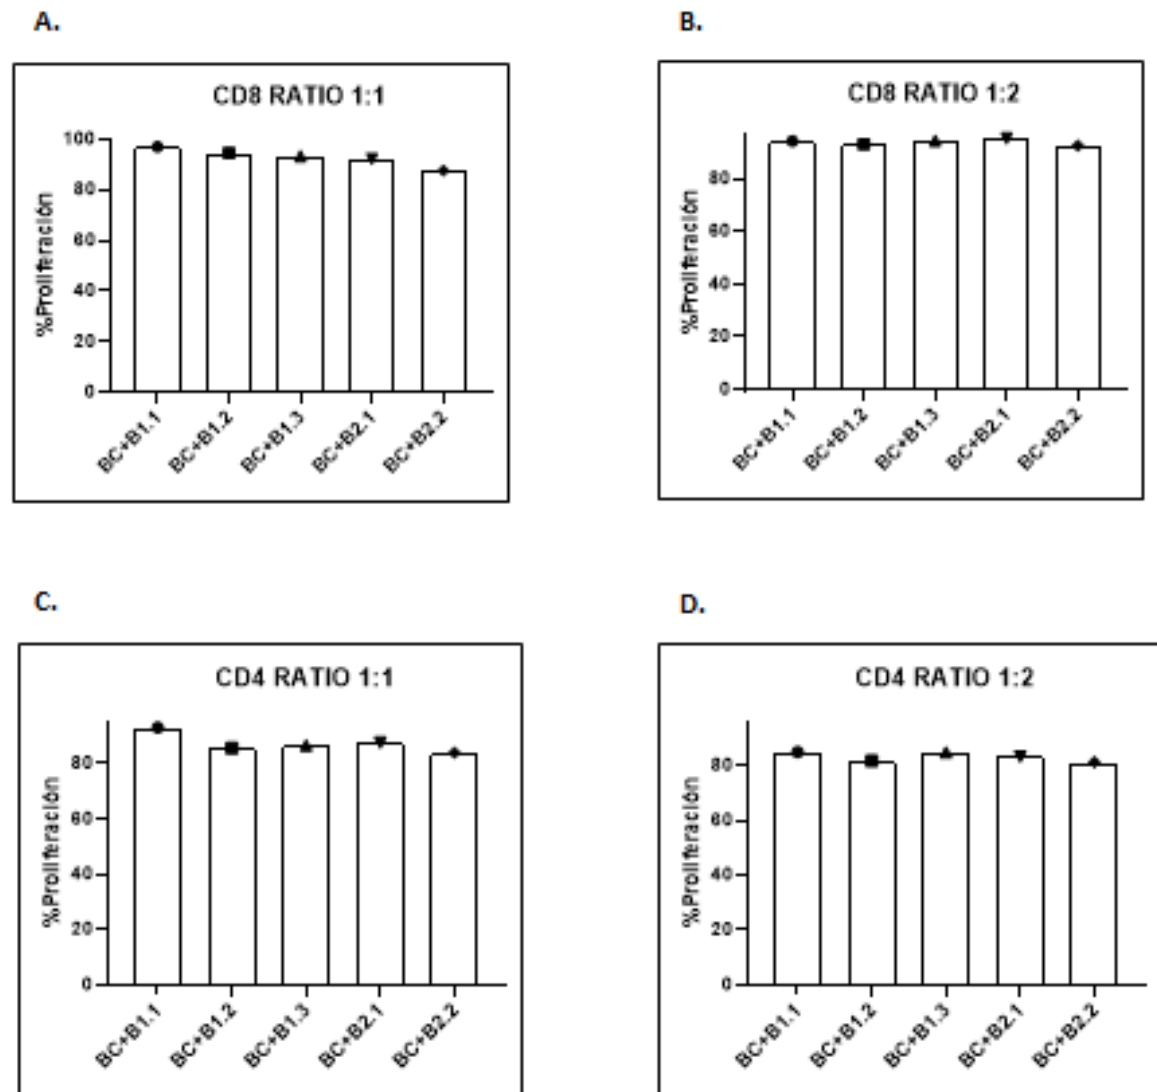 A.
CD8 RATIO 1:1
%Proliferación
100
80
60
40
20
0
BC+B1.1
BC+B1.2
BC+B1.3
BC+B2.1
BC+B2.2
B.
CD8 RATIO 1:2
%Proliferación
80
60
40
20
0
BC+B1.1
BC+B1.2
BC+B1.3
BC+B2.1
BC+B2.2
C.
CD4 RATIO 1:1
%Proliferación
80
60
40
20
0
BC+B1.1
BC+B1.2
BC+B1.3
BC+B2.1
BC+B2.2
D.
CD4 RATIO 1:2
%Proliferación
80
60
40
20
0
BC+B1.1
BC+B1.2
BC+B1.3
BC+B2.1
BC+B2.2